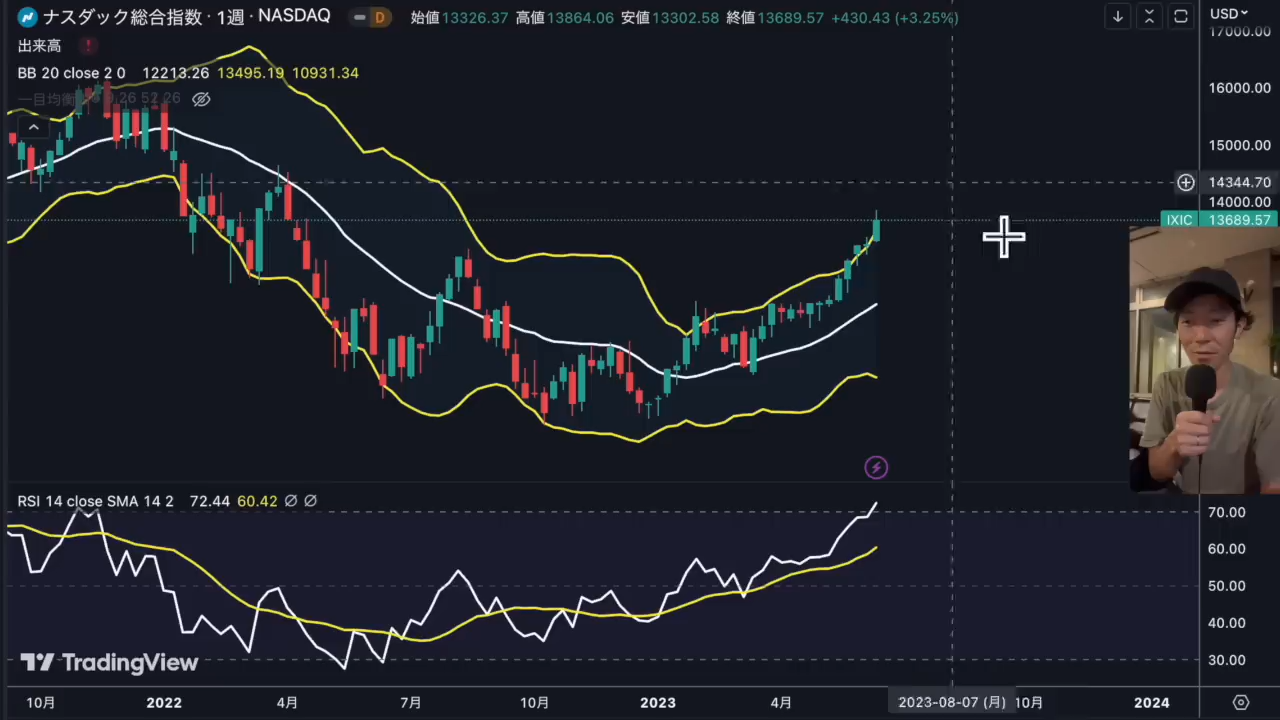 ナスダック総合指数 · 1週 · NASDAQ D 始値13326.37 高値13864.06 安値13302.58 終値13689.57 +430.43 (+3.25%)
USD
出来高 !
17000.00
BB 20 close 2 0 12213.26 13495.19 10931.34
16000.00
15000.00
14344.70
14000.00
IXIC 13689.57
RSI 14 close SMA 14 2 72.44 60.42 ∅ ∅
70.00
60.00
50.00
40.00
30.00
TradingView
10月 2022 4月 7月 10月 2023 4月 2023-08-07 (月) 10月 2024